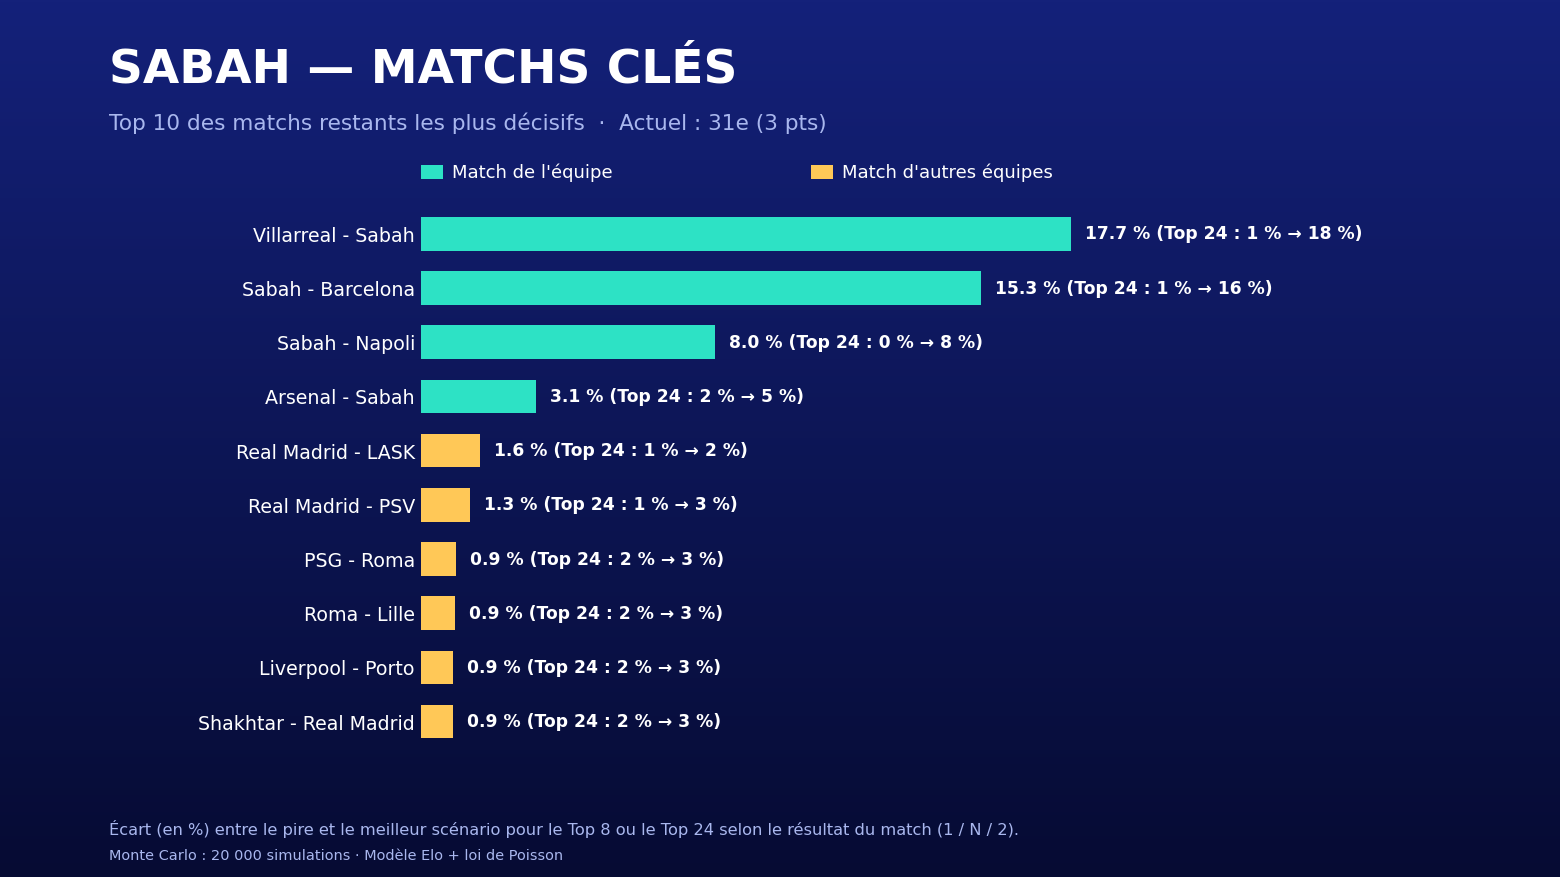 SABAH — MATCHS CLÉS
Top 10 des matchs restants les plus décisifs · Actuel : 31e (3 pts)
Match de l'équipe
Match d'autres équipes
Villarreal - Sabah 17.7 % (Top 24 : 1 % → 18 %)
Sabah - Barcelona 15.3 % (Top 24 : 1 % → 16 %)
Sabah - Napoli 8.0 % (Top 24 : 0 % → 8 %)
Arsenal - Sabah 3.1 % (Top 24 : 2 % → 5 %)
Real Madrid - LASK 1.6 % (Top 24 : 1 % → 2 %)
Real Madrid - PSV 1.3 % (Top 24 : 1 % → 3 %)
PSG - Roma 0.9 % (Top 24 : 2 % → 3 %)
Roma - Lille 0.9 % (Top 24 : 2 % → 3 %)
Liverpool - Porto 0.9 % (Top 24 : 2 % → 3 %)
Shakhtar - Real Madrid 0.9 % (Top 24 : 2 % → 3 %)
Écart (en %) entre le pire et le meilleur scénario pour le Top 8 ou le Top 24 selon le résultat du match (1 / N / 2).
Monte Carlo : 20 000 simulations · Modèle Elo + loi de Poisson